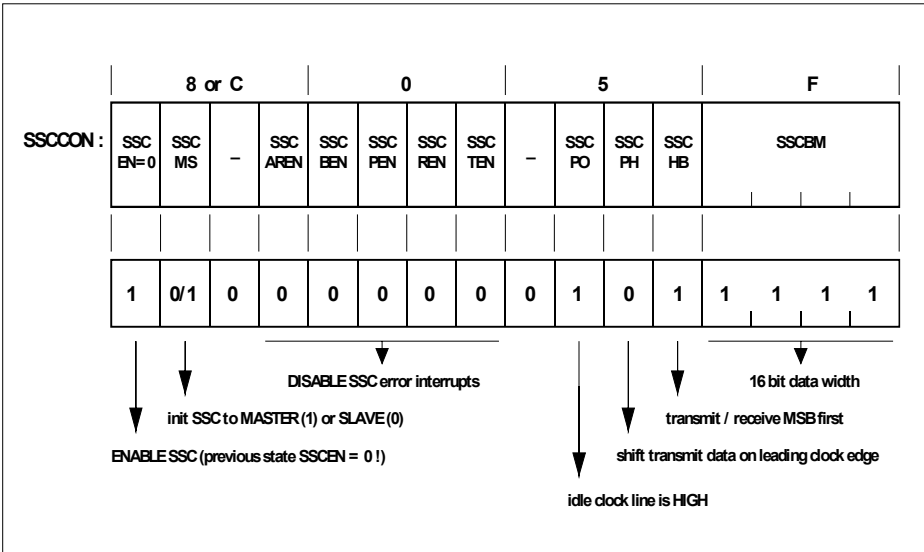 8 or C 0 5 F
SSCCON : SSC EN=0 SSC MS – SSC AREN SSC BEN SSC PEN SSC REN SSC TEN – SSC PO SSC PH SSC HB SSCBM
1 0/1 0 0 0 0 0 0 0 1 0 1 1 1 1 1
DISABLE SSC error interrupts 16 bit data width
init SSC to MASTER (1) or SLAVE (0) transmit / receive MSB first
ENABLE SSC (previous state SSCEN = 0 !) shift transmit data on leading clock edge
idle clock line is HIGH